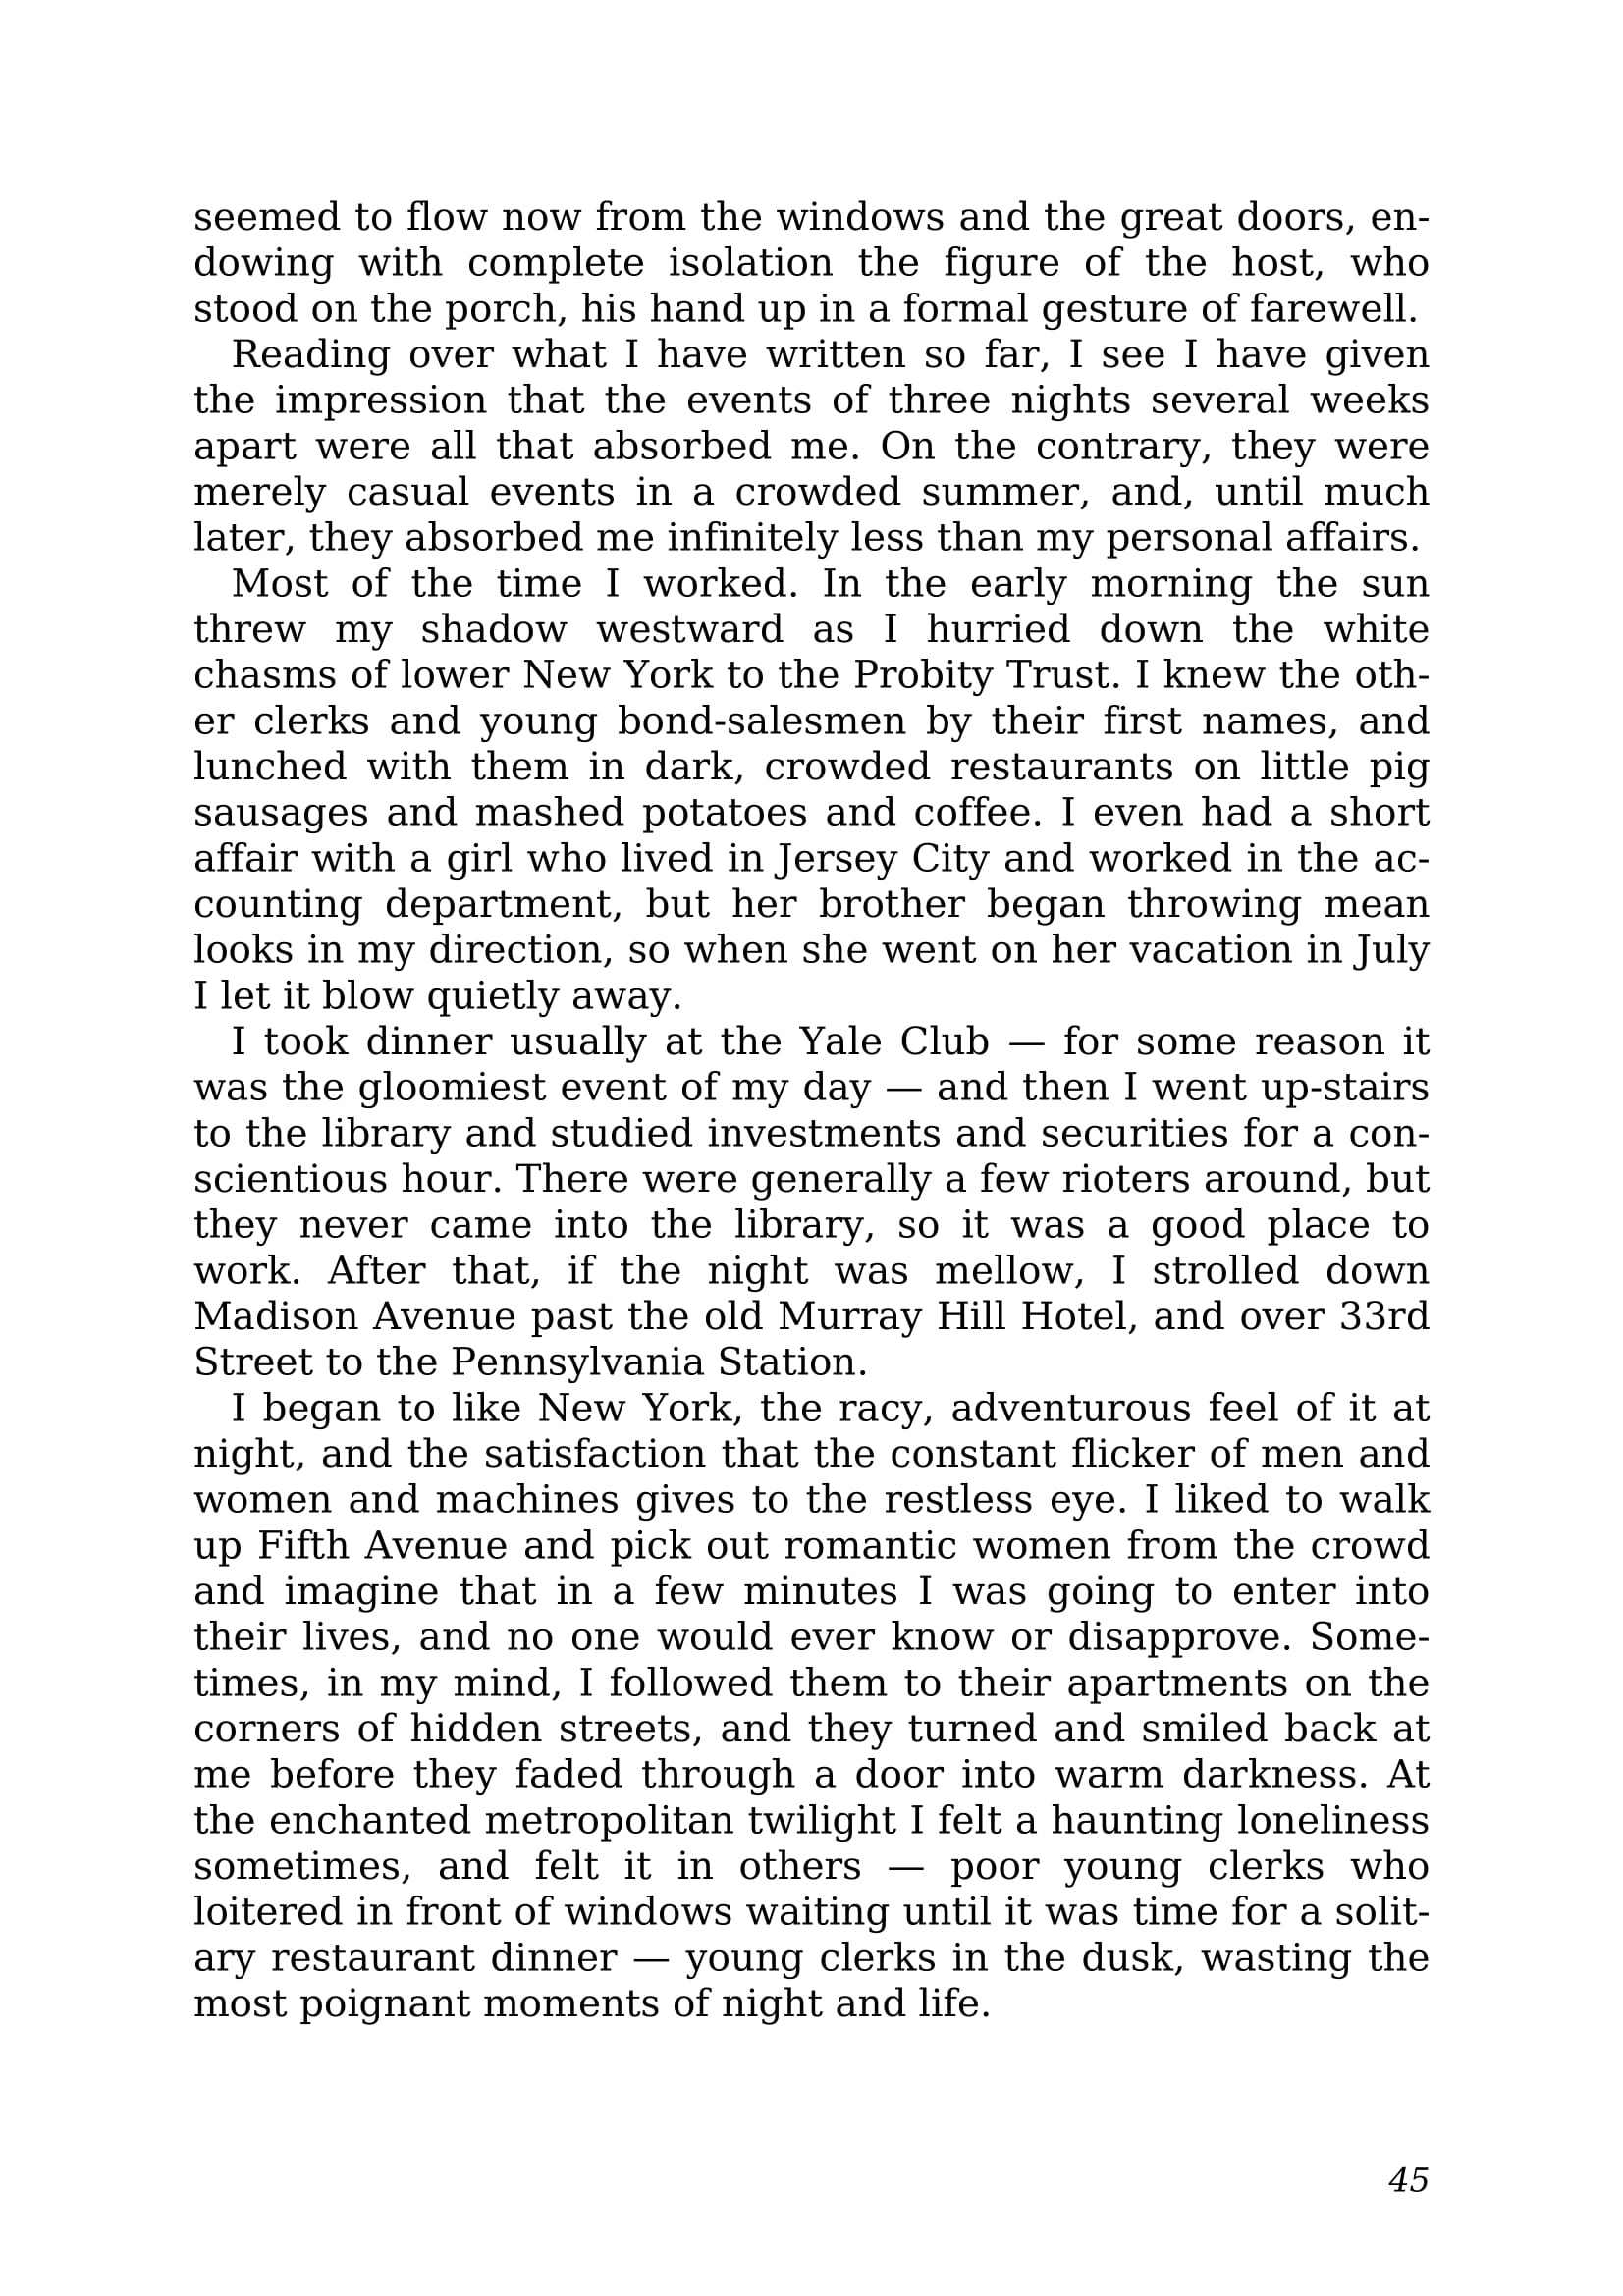 seemed to flow now from the windows and the great doors, en-
dowing with complete isolation the figure of the host, who
stood on the porch, his hand up in a formal gesture of farewell.
Reading over what I have written so far, I see I have given
the impression that the events of three nights several weeks
apart were all that absorbed me. On the contrary, they were
merely casual events in a crowded summer, and, until much
later, they absorbed me infinitely less than my personal affairs.
Most of the time I worked. In the early morning the sun
threw my shadow westward as I hurried down the white
chasms of lower New York to the Probity Trust. I knew the oth-
er clerks and young bond-salesmen by their first names, and
lunched with them in dark, crowded restaurants on little pig
sausages and mashed potatoes and coffee. I even had a short
affair with a girl who lived in Jersey City and worked in the ac-
counting department, but her brother began throwing mean
looks in my direction, so when she went on her vacation in July
I let it blow quietly away.
I took dinner usually at the Yale Club — for some reason it
was the gloomiest event of my day — and then I went up-stairs
to the library and studied investments and securities for a con-
scientious hour. There were generally a few rioters around, but
they never came into the library, so it was a good place to
work. After that, if the night was mellow, I strolled down
Madison Avenue past the old Murray Hill Hotel, and over 33rd
Street to the Pennsylvania Station.
I began to like New York, the racy, adventurous feel of it at
night, and the satisfaction that the constant flicker of men and
women and machines gives to the restless eye. I liked to walk
up Fifth Avenue and pick out romantic women from the crowd
and imagine that in a few minutes I was going to enter into
their lives, and no one would ever know or disapprove. Some-
times, in my mind, I followed them to their apartments on the
corners of hidden streets, and they turned and smiled back at
me before they faded through a door into warm darkness. At
the enchanted metropolitan twilight I felt a haunting loneliness
sometimes, and felt it in others — poor young clerks who
loitered in front of windows waiting until it was time for a solit-
ary restaurant dinner — young clerks in the dusk, wasting the
most poignant moments of night and life.
45